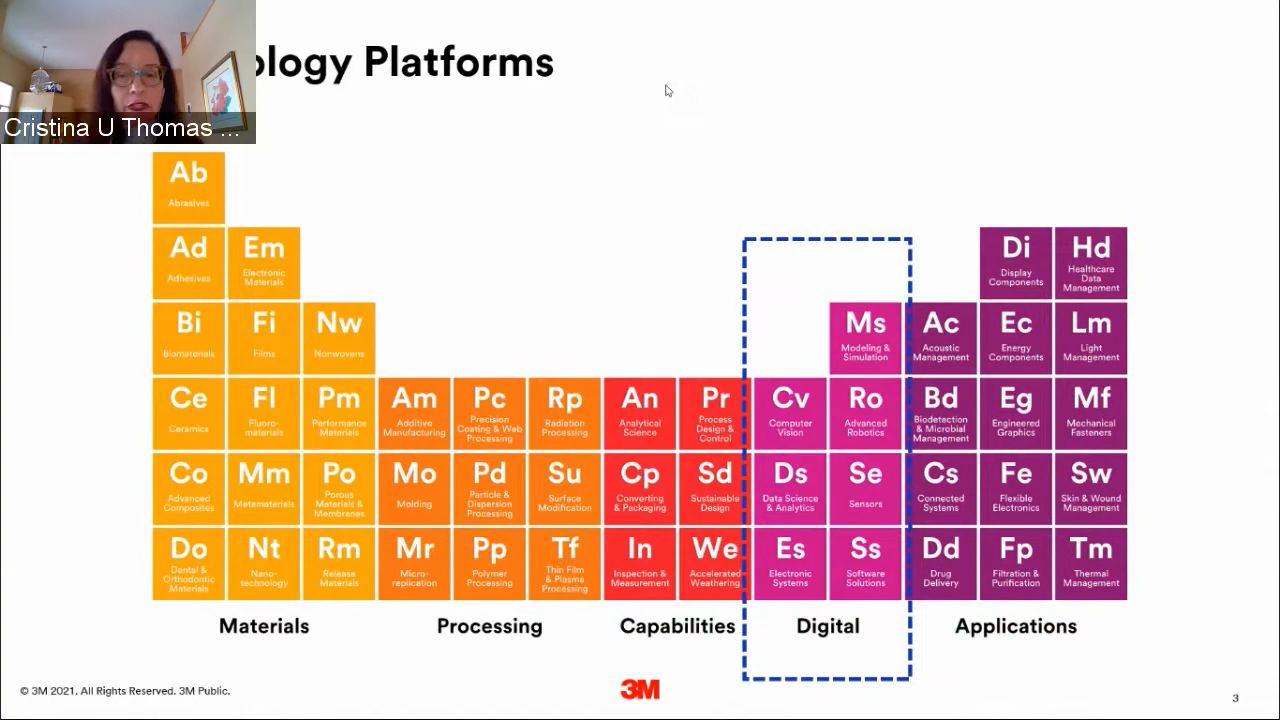 ology Platforms
Cristina U Thomas ...
Ab
Abrasives
Ad
Adhesives
Em
Electronic
Materials
Di
Display
Components
Hd
Healthcare
Data
Management
Bi
Biomaterials
Fi
Films
Nw
Nonwovens
Ms
Modeling &
Simulation
Ac
Acoustic
Management
Ec
Energy
Components
Lm
Light
Management
Ce
Ceramics
Fl
Fluoro-
materials
Pm
Performance
Materials
Am
Additive
Manufacturing
Pc
Precision
Coating & Web
Processing
Rp
Radiation
Processing
An
Analytical
Science
Pr
Process
Design &
Control
Cv
Computer
Vision
Ro
Advanced
Robotics
Bd
Biodetection
& Microbial
Management
Eg
Engineered
Graphics
Mf
Mechanical
Fasteners
Co
Advanced
Composites
Mm
Metamaterials
Po
Porous
Materials &
Membranes
Mo
Molding
Pd
Particle &
Dispersion
Processing
Su
Surface
Modification
Cp
Converting
& Packaging
Sd
Sustainable
Design
Ds
Data Science
& Analytics
Se
Sensors
Cs
Connected
Systems
Fe
Flexible
Electronics
Sw
Skin & Wound
Management
Do
Dental &
Orthodontic
Materials
Nt
Nano-
technology
Rm
Release
Materials
Mr
Micro-
replication
Pp
Polymer
Processing
Tf
Thin Film
& Plasma
Processing
In
Inspection &
Measurement
We
Accelerated
Weathering
Es
Electronic
Systems
Ss
Software
Solutions
Dd
Drug
Delivery
Fp
Filtration &
Purification
Tm
Thermal
Management
Materials
Processing
Capabilities
Digital
Applications
© 3M 2021. All Rights Reserved. 3M Public.
3M
3